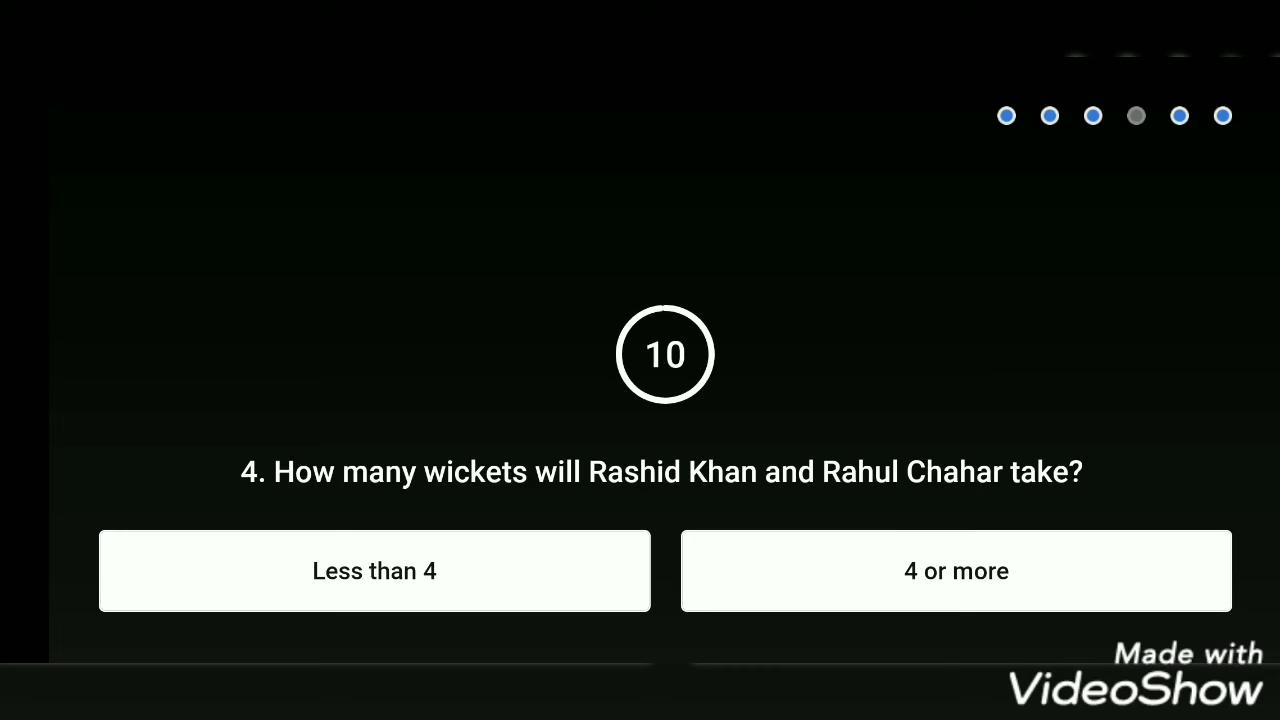 10
4. How many wickets will Rashid Khan and Rahul Chahar take?
Less than 4
4 or more
Made with
VideoShow